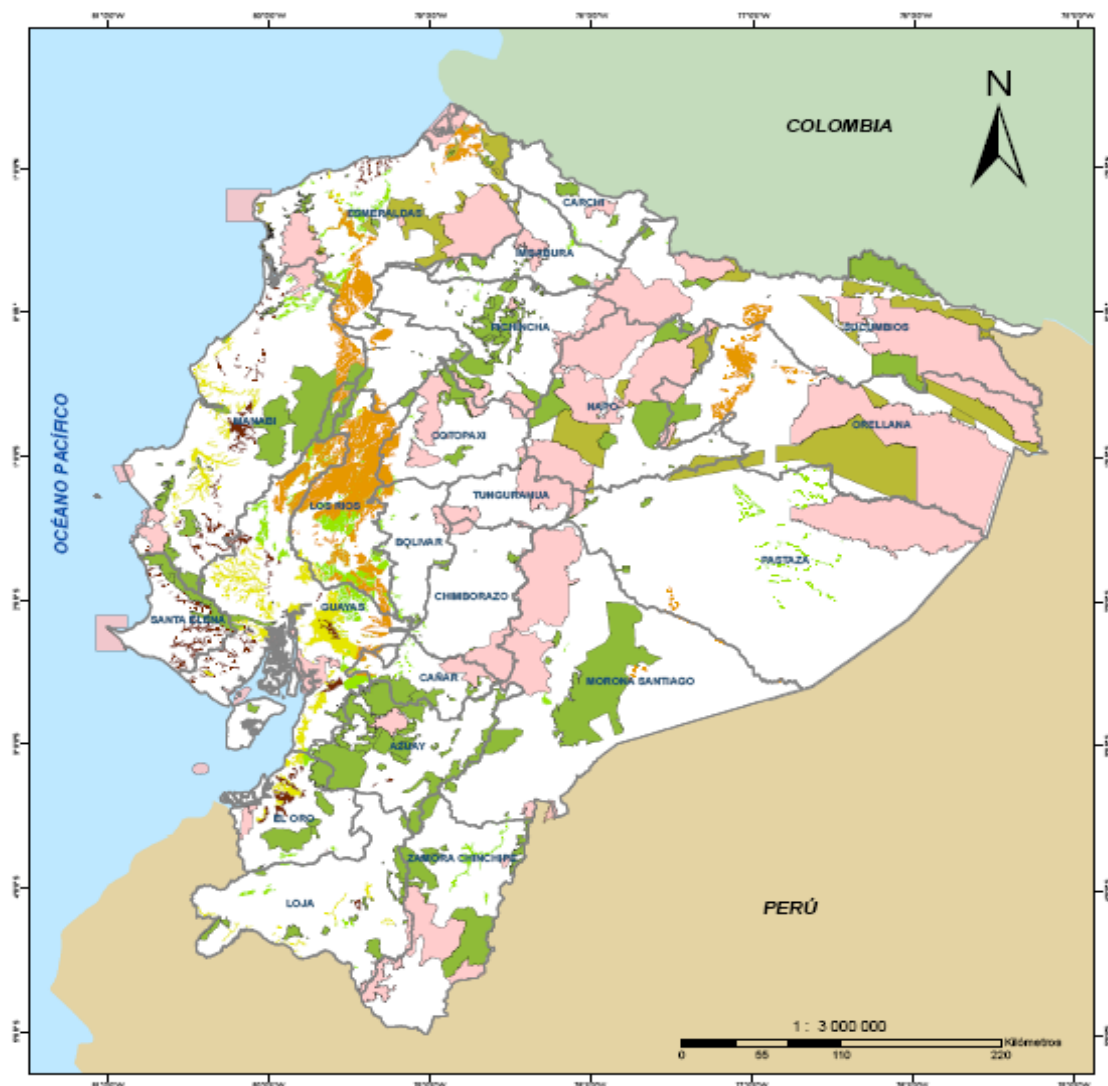 N
COLOMBIA
CARCHI
ESMERALDAS
IMBABURA
PICHINCHA
SUCUMBIOS
OCÉANO PACÍFICO
MANABI
NAPO
ORELLANA
COTOPAXI
LOS RIOS
TUNGURAHUA
BOLIVAR
PASTAZA
CHIMBORAZO
GUAYAS
SANTA ELENA
CAÑAR
MORONA SANTIAGO
AZUAY
EL ORO
ZAMORA CHINCHIPE
LOJA
PERÚ
1 : 3 000 000
Kilómetros
0 55 110 220